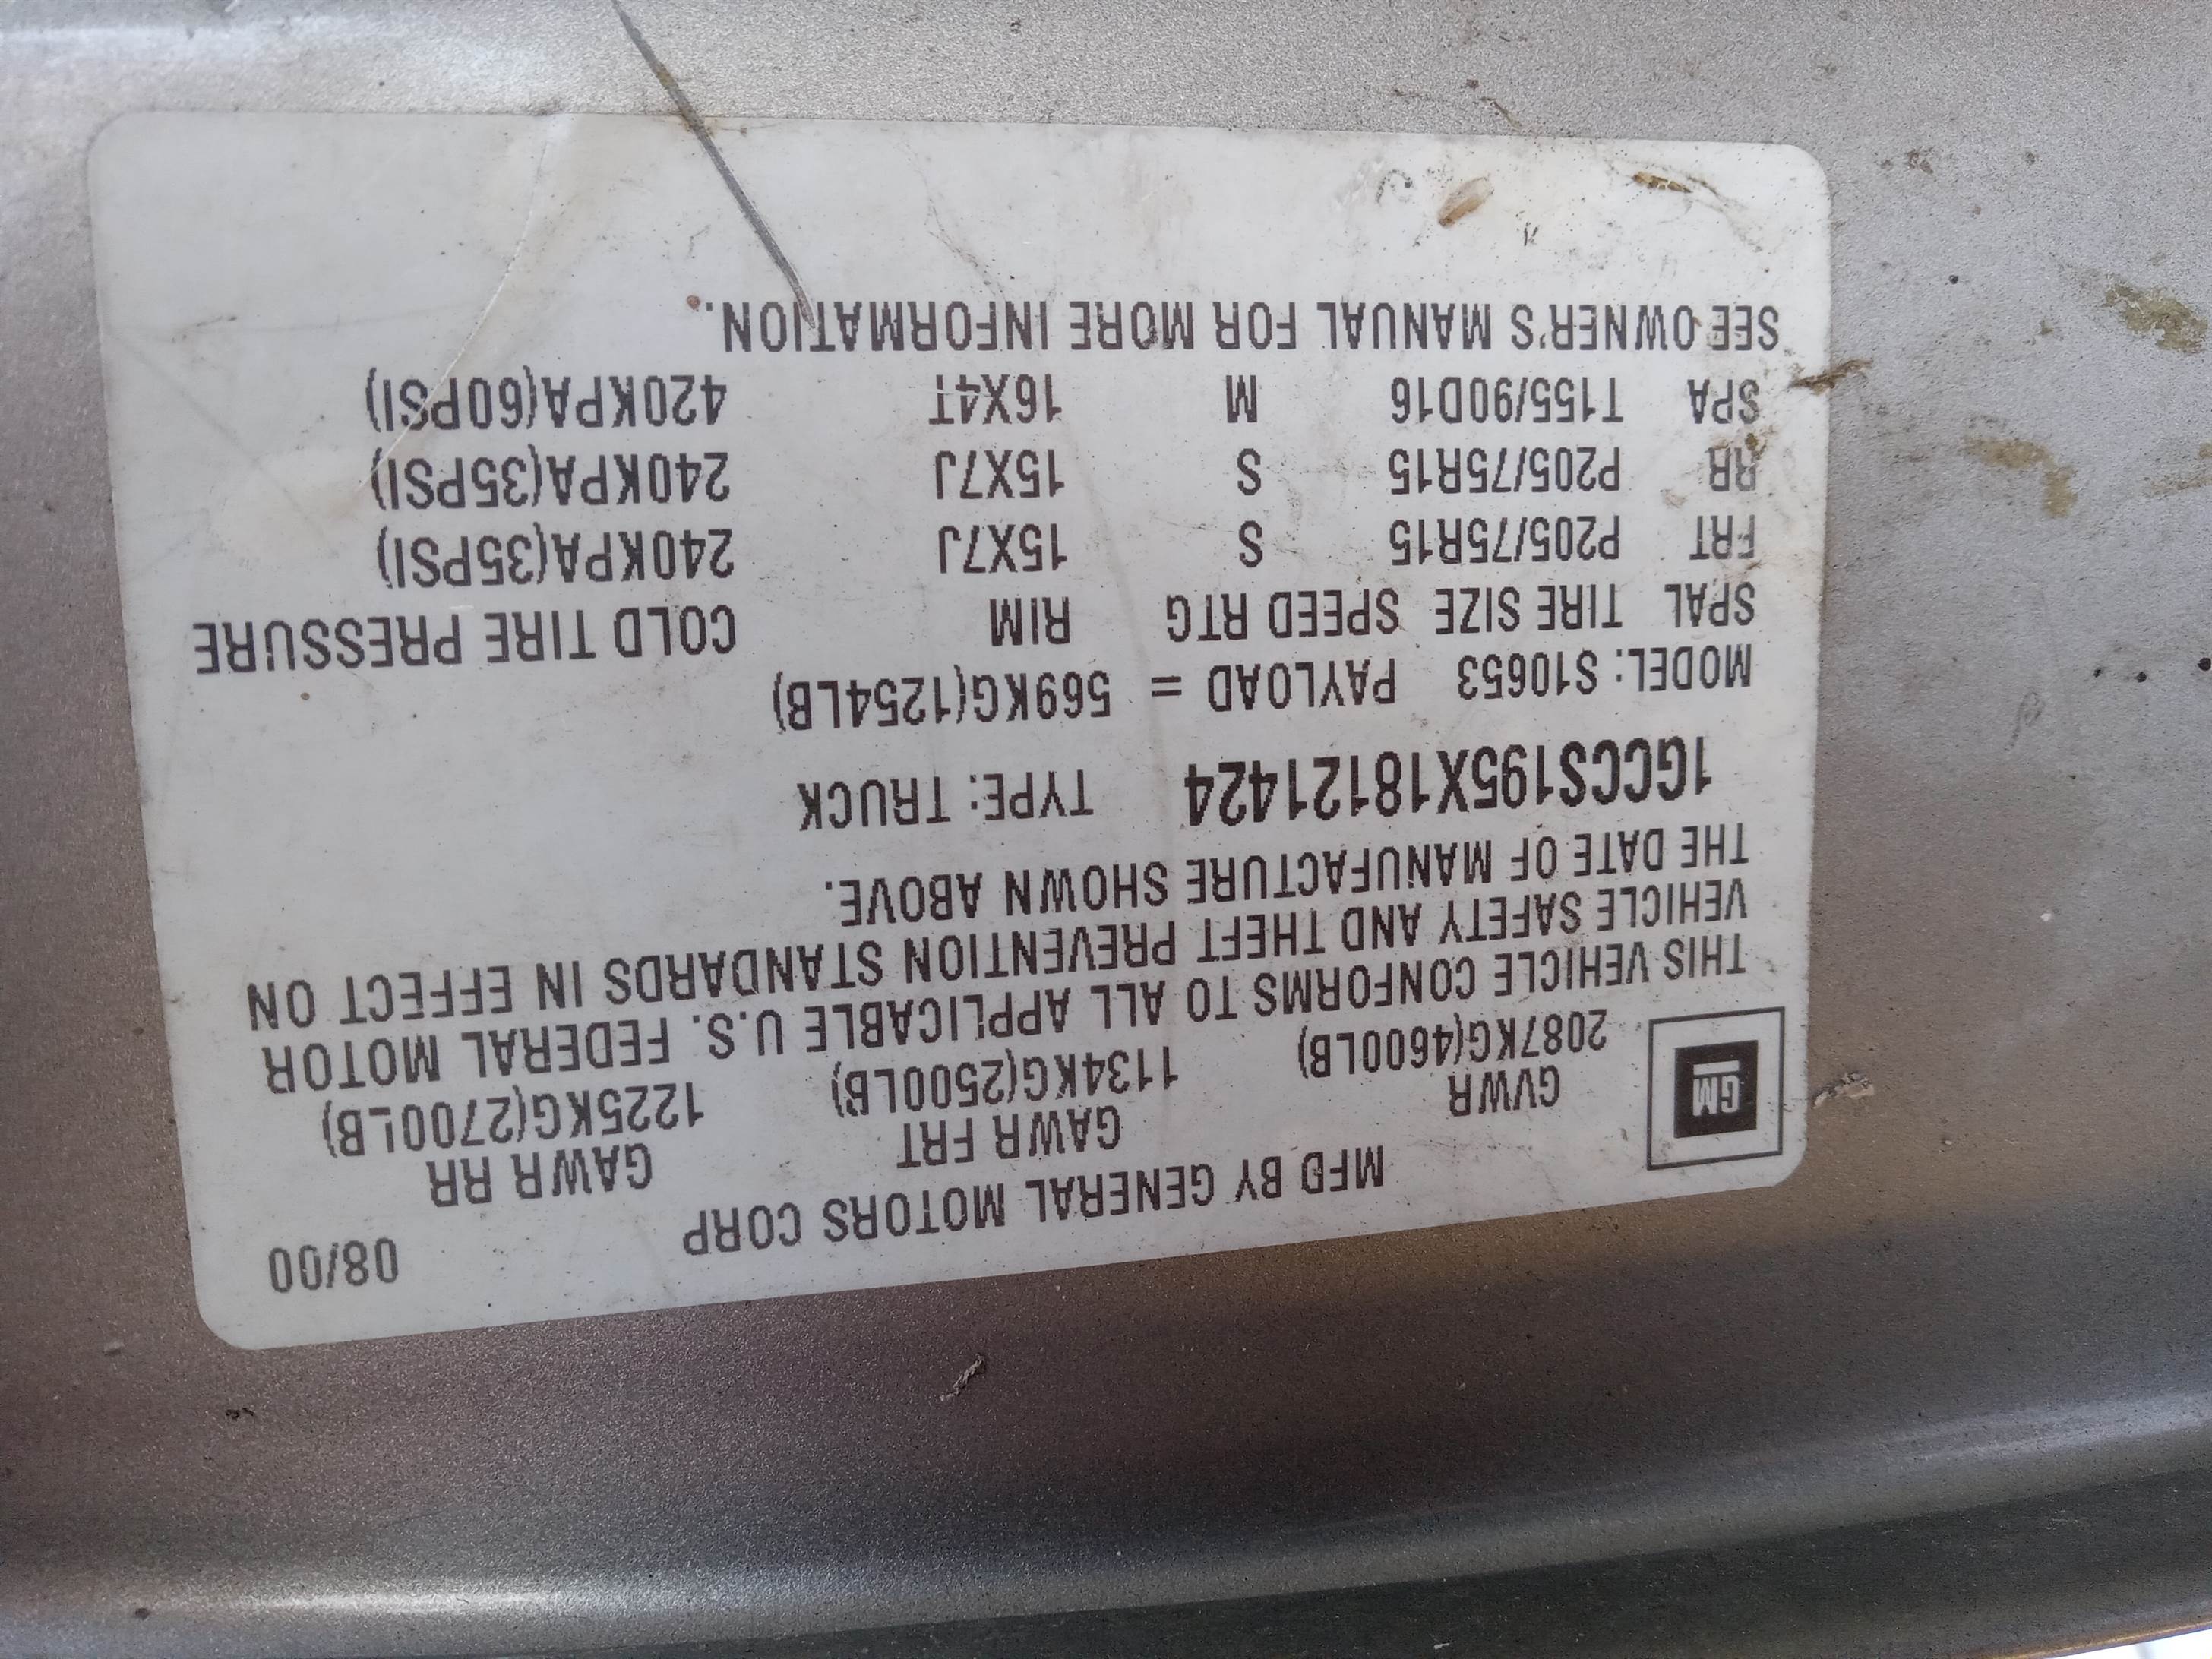 MFD BY GENERAL MOTORS CORP 08/00
GM
GVWR GAWR FRT GAWR RR
2087KG(4600LB) 1134KG(2500LB) 1225KG(2700LB)
THIS VEHICLE CONFORMS TO ALL APPLICABLE U.S. FEDERAL MOTOR
VEHICLE SAFETY AND THEFT PREVENTION STANDARDS IN EFFECT ON
THE DATE OF MANUFACTURE SHOWN ABOVE.
1GCCS195X18121424 TYPE: TRUCK
MODEL: S10653 PAYLOAD = 569KG(1254LB)
SPAL TIRE SIZE SPEED RTG RIM COLD TIRE PRESSURE
FRT P205/75R15 S 15X7J 240KPA(35PSI)
RR P205/75R15 S 15X7J 240KPA(35PSI)
SPA T155/90D16 M 16X4T 420KPA(60PSI)
SEE OWNER'S MANUAL FOR MORE INFORMATION.